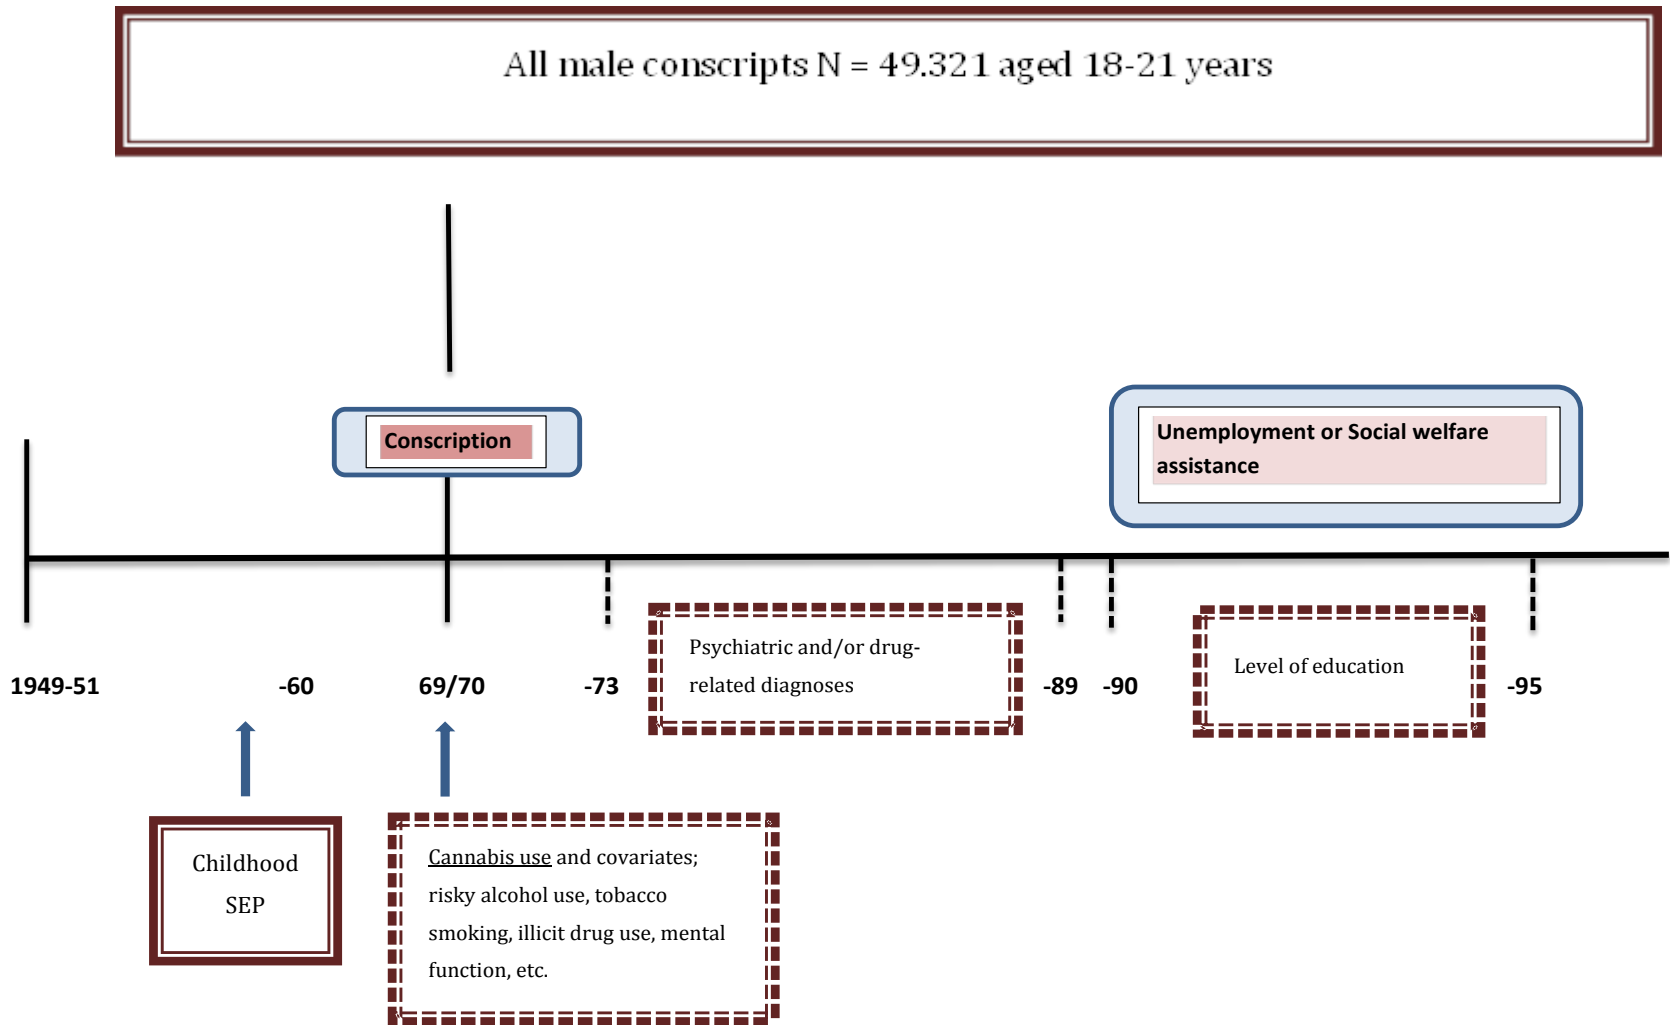 All male conscripts N = 49.321 aged 18-21 years
Conscription
Unemployment or Social welfare
assistance
Psychiatric and/or drug-
related diagnoses
Level of education
1949-51
-60
69/70
-73
-89
-90
-95
Childhood
SEP
Cannabis use and covariates;
risky alcohol use, tobacco
smoking, illicit drug use, mental
function, etc.